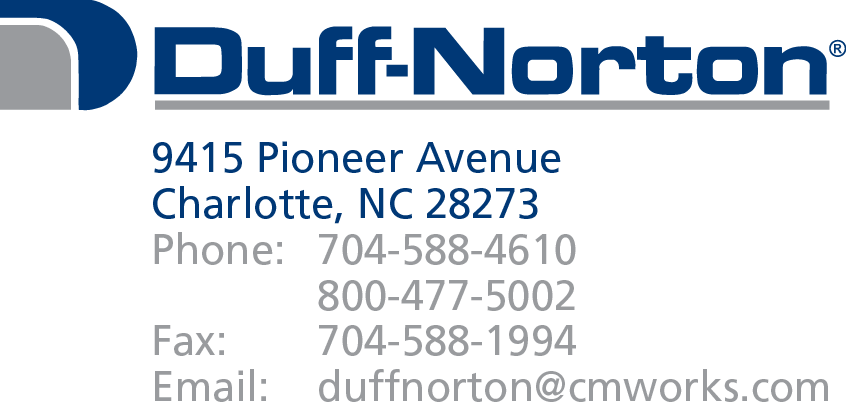 Duff-Norton®
9415 Pioneer Avenue
Charlotte, NC 28273
Phone: 704-588-4610
800-477-5002
Fax: 704-588-1994
Email: duffnorton@cmworks.com